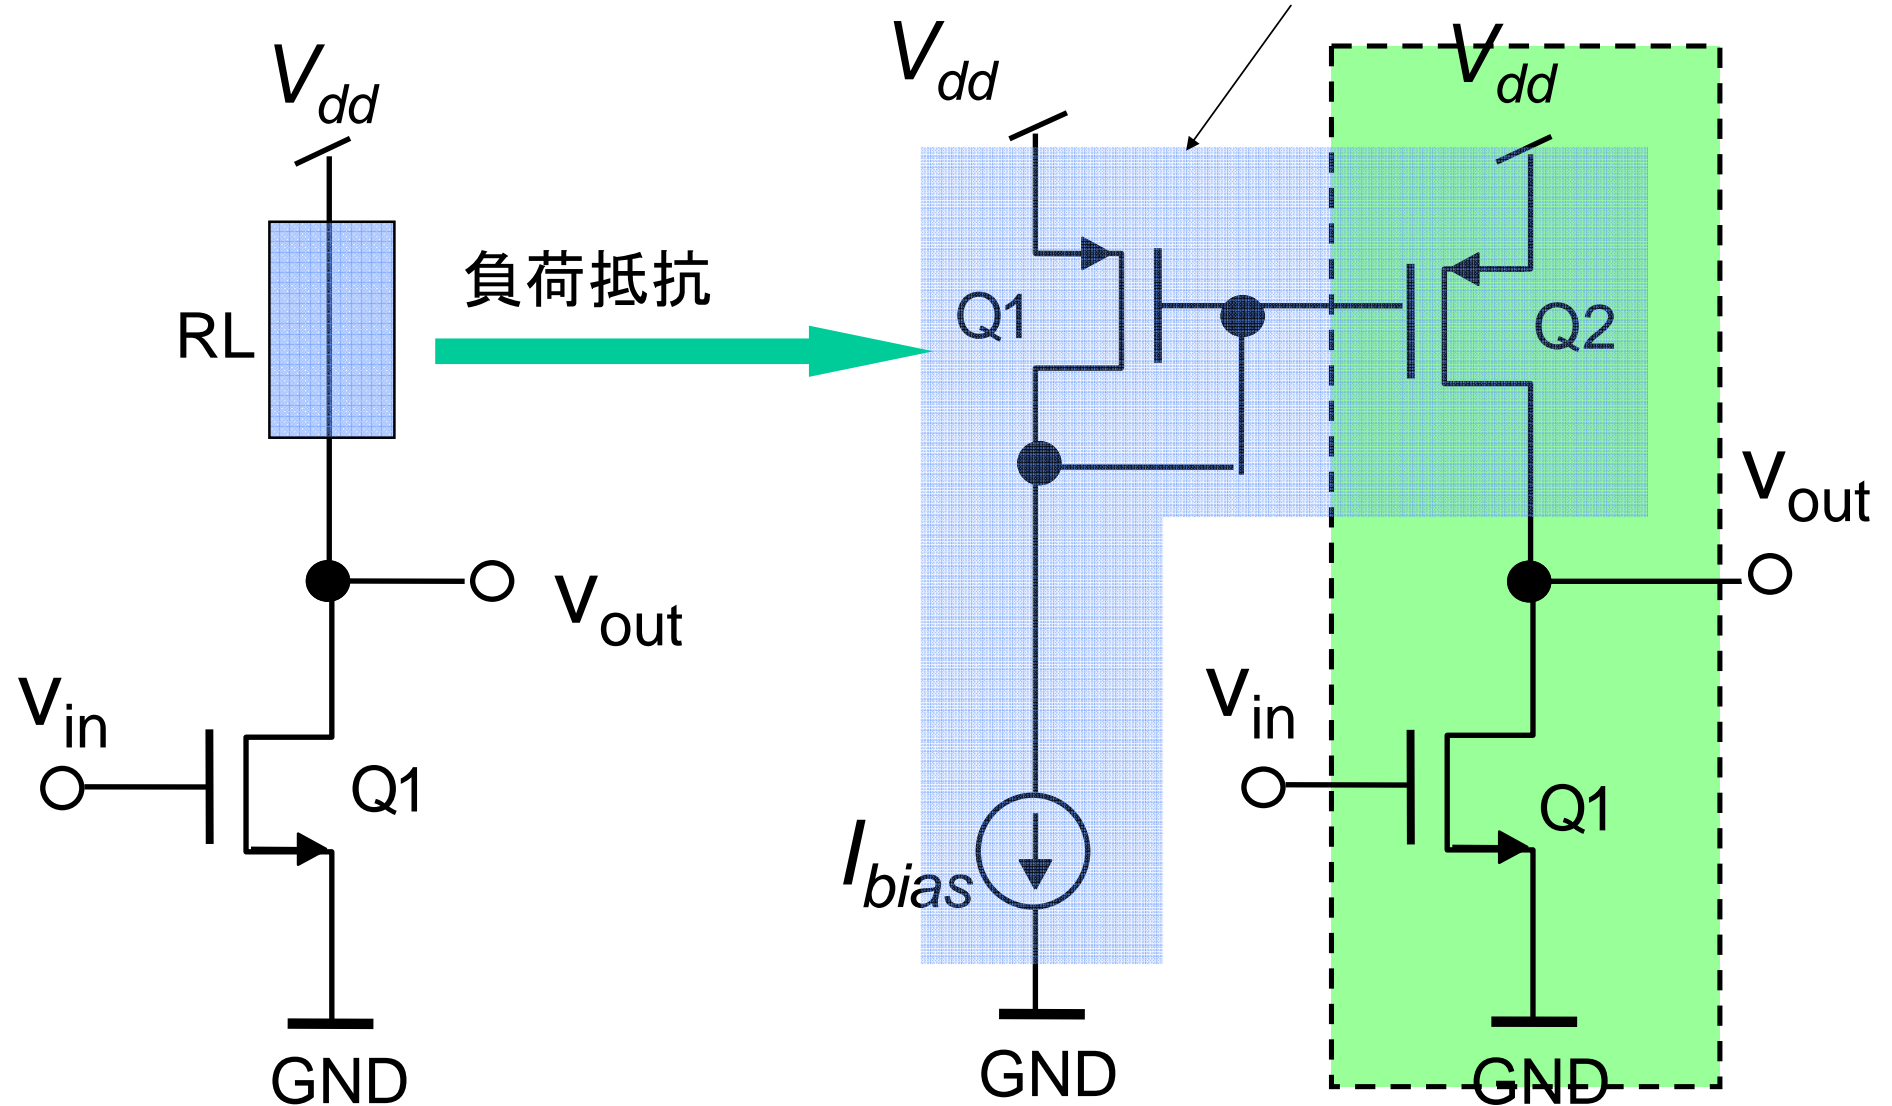 Vdd
RL
負荷抵抗
vout
vin
Q1
GND
Vdd
Vdd
Q1
Q2
vout
vin
Ibias
Q1
GND
GND